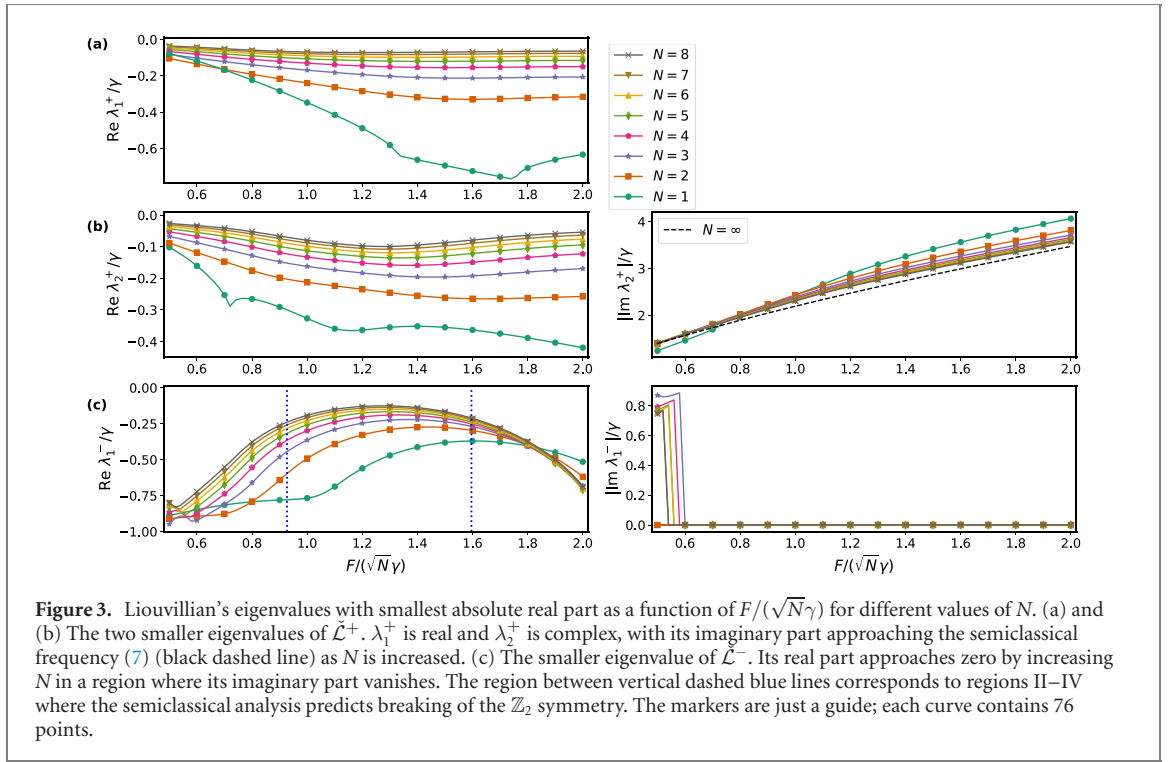 (a)
0.0
−0.2
−0.4
−0.6
Re λ₁⁺/γ
0.6 0.8 1.0 1.2 1.4 1.6 1.8 2.0
N = 8
N = 7
N = 6
N = 5
N = 4
N = 3
N = 2
N = 1
(b)
0.0
−0.1
−0.2
−0.3
−0.4
Re λ₂⁺/γ
0.6 0.8 1.0 1.2 1.4 1.6 1.8 2.0
N = ∞
4
3
2
|Im λ₂⁺/γ
0.6 0.8 1.0 1.2 1.4 1.6 1.8 2.0
(c)
0.00
−0.25
−0.50
−0.75
−1.00
Re λ₁⁻/γ
0.6 0.8 1.0 1.2 1.4 1.6 1.8 2.0
F/(√Nγ)
0.8
0.6
0.4
0.2
0.0
|Im λ₁⁻|/γ
0.6 0.8 1.0 1.2 1.4 1.6 1.8 2.0
F/(√Nγ)
Figure 3. Liouvillian's eigenvalues with smallest absolute real part as a function of F/(√Nγ) for different values of N. (a) and
(b) The two smaller eigenvalues of Ľ⁺. λ₁⁺ is real and λ₂⁺ is complex, with its imaginary part approaching the semiclassical
frequency (7) (black dashed line) as N is increased. (c) The smaller eigenvalue of Ľ⁻. Its real part approaches zero by increasing
N in a region where its imaginary part vanishes. The region between vertical dashed blue lines corresponds to regions II–IV
where the semiclassical analysis predicts breaking of the ℤ₂ symmetry. The markers are just a guide; each curve contains 76
points.